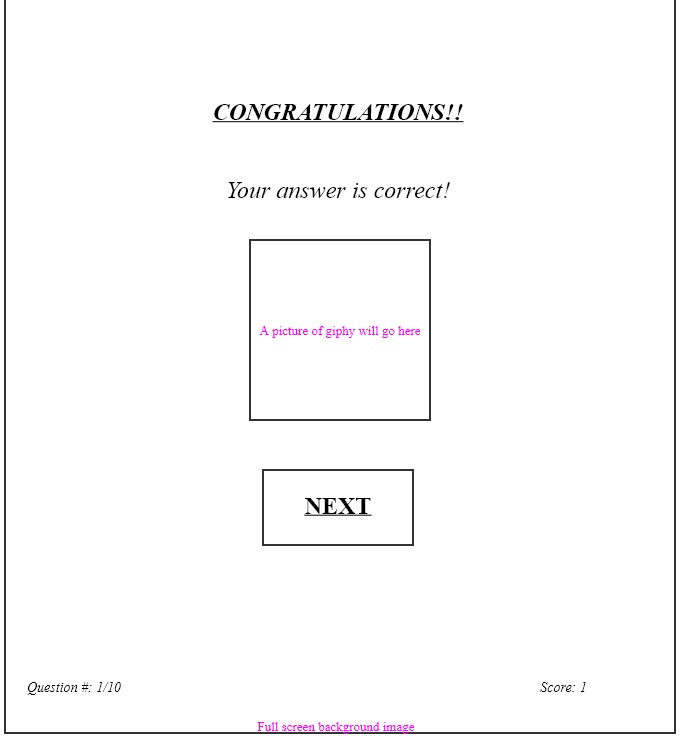 CONGRATULATIONS!!
Your answer is correct!
A picture of giphy will go here
NEXT
Question #: 1/10 Score: 1
Full screen background image